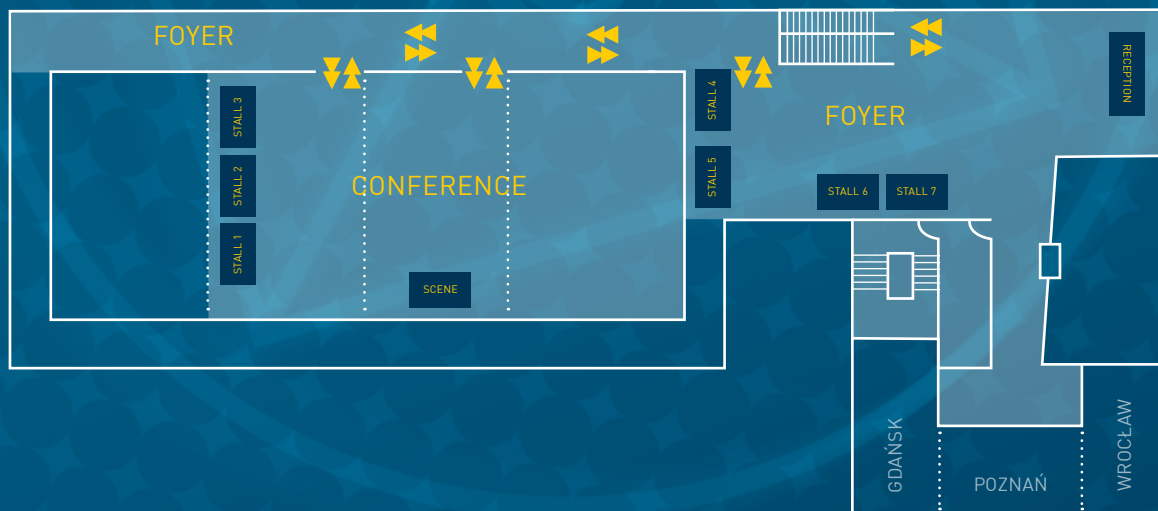 FOYER
RECEPTION
STALL 3
STALL 4
FOYER
STALL 2
CONFERENCE
STALL 5
STALL 6
STALL 7
STALL 1
SCENE
GDAŃSK
POZNAŃ
WROCŁAW